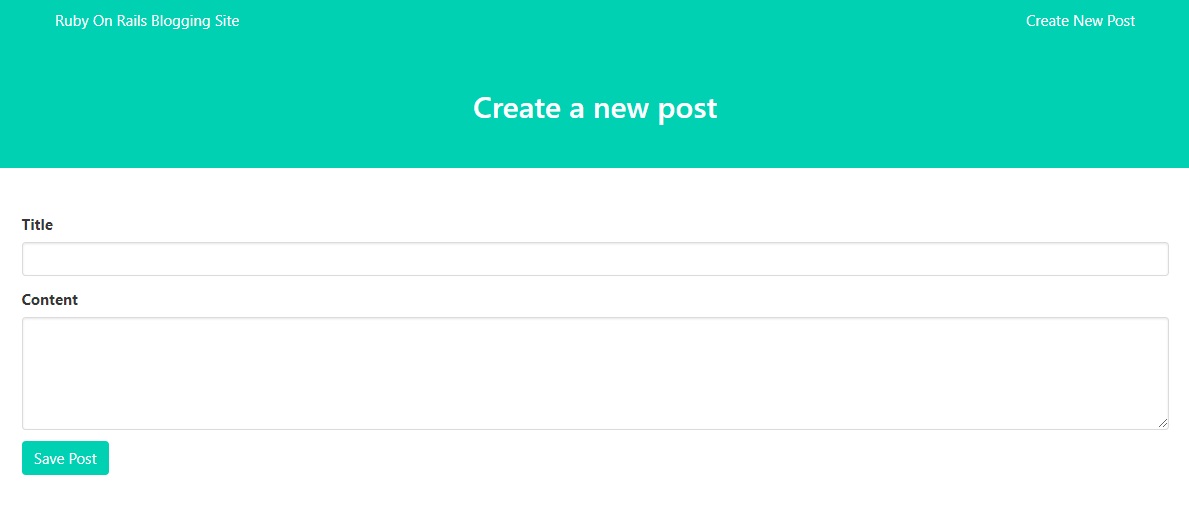 Ruby On Rails Blogging Site
Create New Post
Create a new post
Title
Content
Save Post